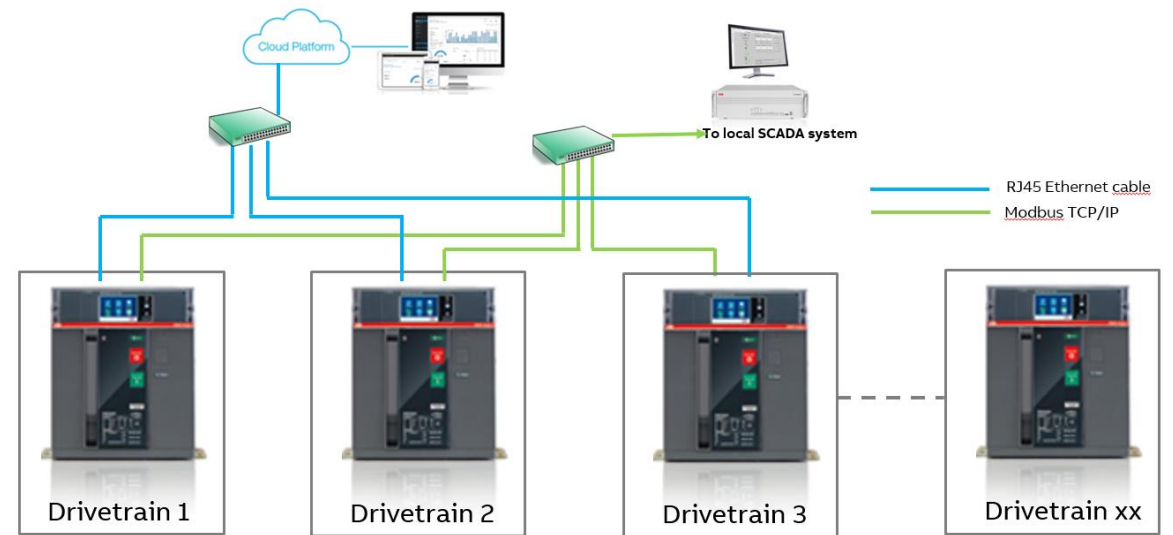 Cloud Platform
To local SCADA system
RJ45 Ethernet cable
Modbus TCP/IP
Drivetrain 1
Drivetrain 2
Drivetrain 3
Drivetrain xx